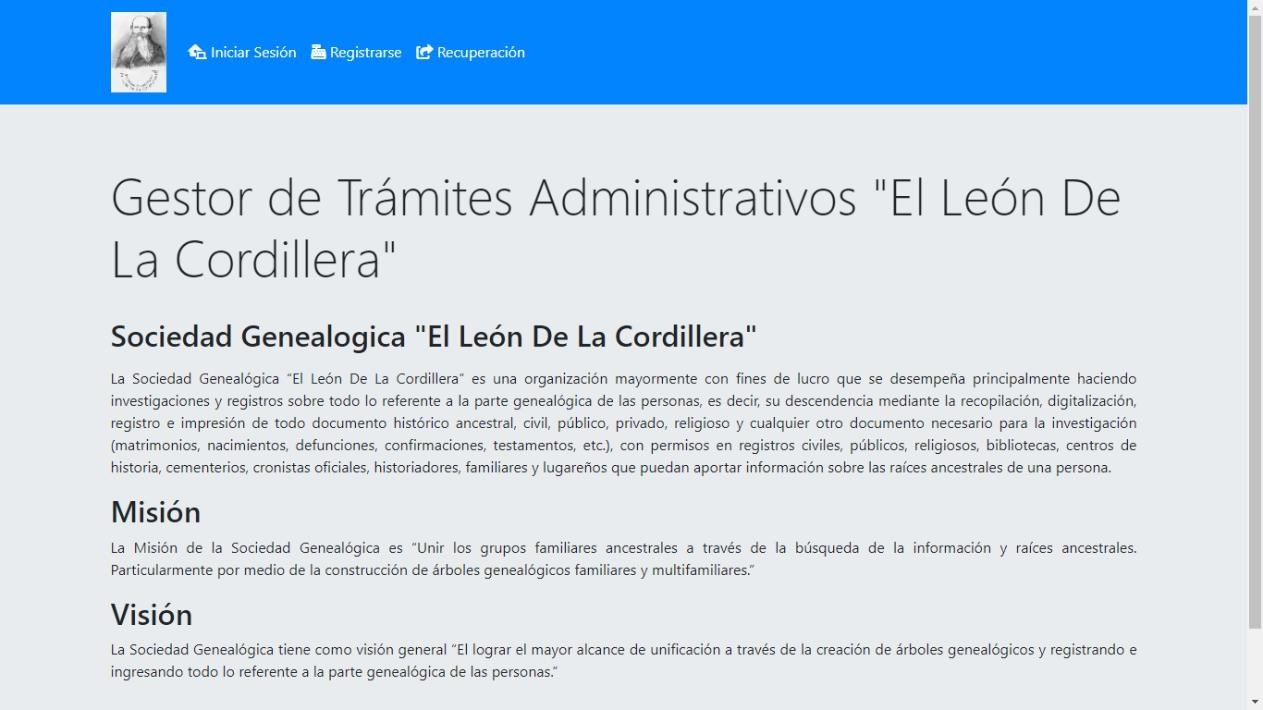 Iniciar Sesión Registrarse Recuperación
Gestor de Trámites Administrativos "El León De
La Cordillera"
Sociedad Genealogica "El León De La Cordillera"
La Sociedad Genealógica “El León De La Cordillera” es una organización mayormente con fines de lucro que se desempeña principalmente haciendo
investigaciones y registros sobre todo lo referente a la parte genealógica de las personas, es decir, su descendencia mediante la recopilación, digitalización,
registro e impresión de todo documento histórico ancestral, civil, público, privado, religioso y cualquier otro documento necesario para la investigación
(matrimonios, nacimientos, defunciones, confirmaciones, testamentos, etc.), con permisos en registros civiles, públicos, religiosos, bibliotecas, centros de
historia, cementerios, cronistas oficiales, historiadores, familiares y lugareños que puedan aportar información sobre las raíces ancestrales de una persona.
Misión
La Misión de la Sociedad Genealógica es “Unir los grupos familiares ancestrales a través de la búsqueda de la información y raíces ancestrales.
Particularmente por medio de la construcción de árboles genealógicos familiares y multifamiliares.”
Visión
La Sociedad Genealógica tiene como visión general “El lograr el mayor alcance de unificación a través de la creación de árboles genealógicos y registrando e
ingresando todo lo referente a la parte genealógica de las personas.”